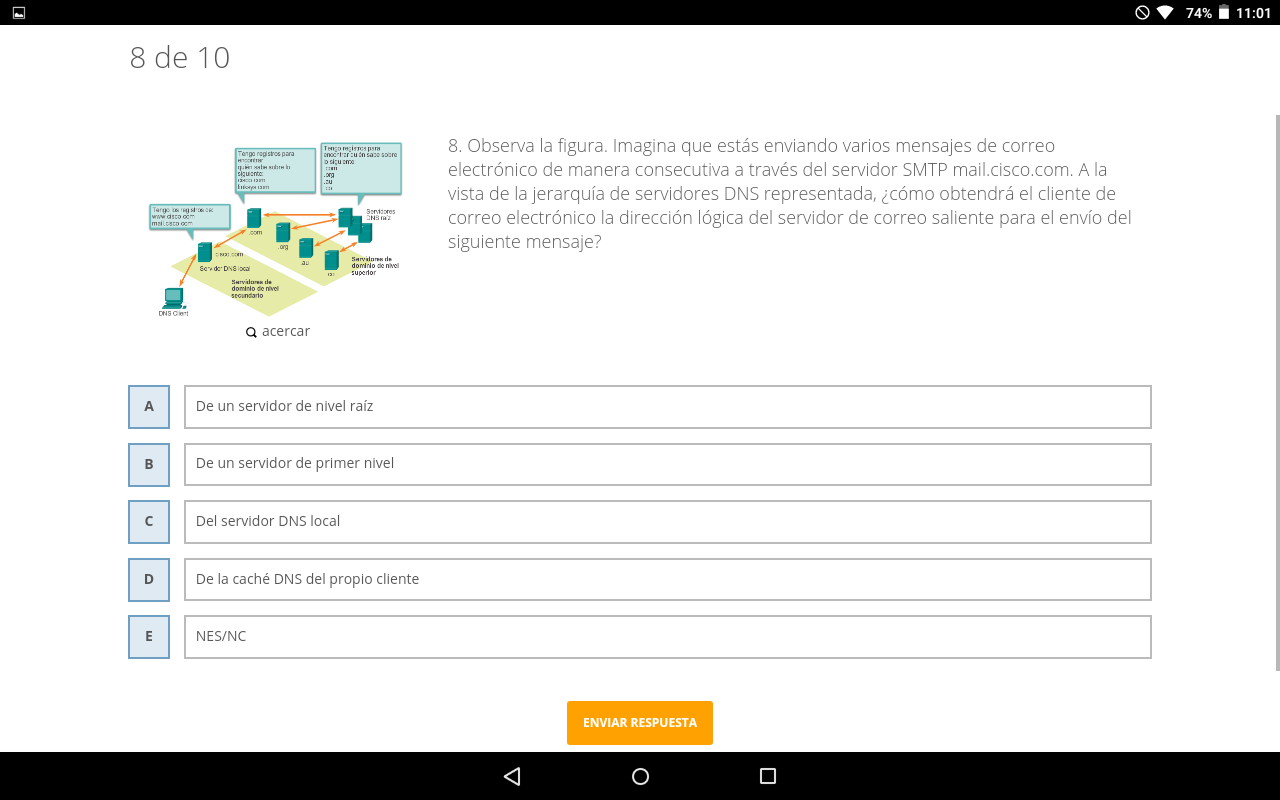 74% 11:01
8 de 10
Tengo registros para
encontrar
quién sabe sobre lo
siguiente:
cisco.com
linksys.com
Tengo registros para
encontrar quién sabe sobre
lo siguiente:
.com
.org
.au
.co
Tengo los registros de:
www.cisco.com
mail.cisco.com
Servidores
DNS raíz
.com
.org
.au
.co
cisco.com
Servidor DNS local
Servidores de
dominio de nivel
superior
Servidores de
dominio de nivel
secundario
DNS Client
acercar
8. Observa la figura. Imagina que estás enviando varios mensajes de correo
electrónico de manera consecutiva a través del servidor SMTP mail.cisco.com. A la
vista de la jerarquía de servidores DNS representada, ¿cómo obtendrá el cliente de
correo electrónico la dirección lógica del servidor de correo saliente para el envío del
siguiente mensaje?
A De un servidor de nivel raíz
B De un servidor de primer nivel
C Del servidor DNS local
D De la caché DNS del propio cliente
E NES/NC
ENVIAR RESPUESTA